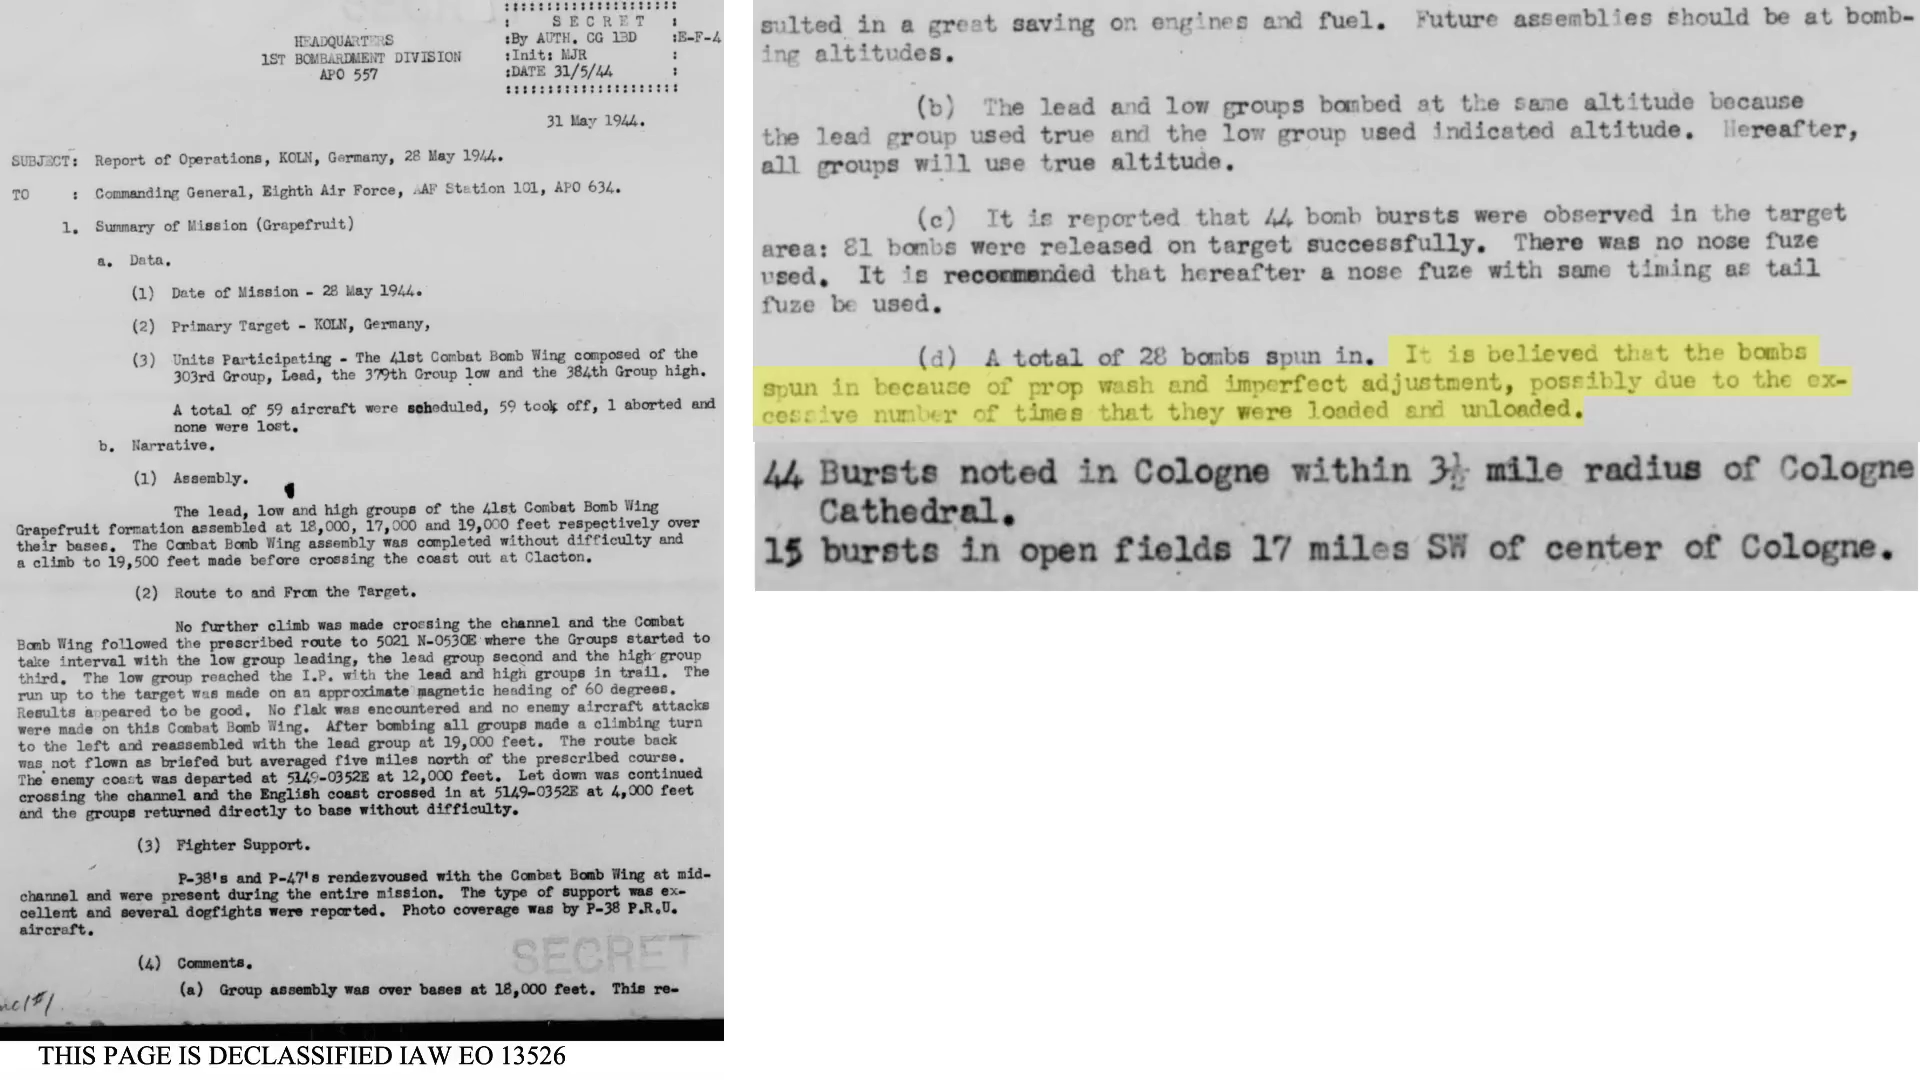 SECRET
HEADQUARTERS :By AUTH. CG 1BD :E-F-4
1ST BOMBARDMENT DIVISION :Init: MJR :
APO 557 :DATE 31/5/44 :
31 May 1944.
SUBJECT: Report of Operations, KOLN, Germany, 28 May 1944.
TO : Commanding General, Eighth Air Force, AAF Station 101, APO 634.
1. Summary of Mission (Grapefruit)
a. Data.
(1) Date of Mission - 28 May 1944.
(2) Primary Target - KOLN, Germany,
(3) Units Participating - The 41st Combat Bomb Wing composed of the
303rd Group, Lead, the 379th Group low and the 384th Group high.
A total of 59 aircraft were scheduled, 59 took off, 1 aborted and
none were lost.
b. Narrative.
(1) Assembly.
The lead, low and high groups of the 41st Combat Bomb Wing
Grapefruit formation assembled at 18,000, 17,000 and 19,000 feet respectively over
their bases. The Combat Bomb Wing assembly was completed without difficulty and
a climb to 19,500 feet made before crossing the coast out at Clacton.
(2) Route to and From the Target.
No further climb was made crossing the channel and the Combat
Bomb Wing followed the prescribed route to 5021 N-0530E where the Groups started to
take interval with the low group leading, the lead group second and the high group
third. The low group reached the I.P. with the lead and high groups in trail. The
run up to the target was made on an approximate magnetic heading of 60 degrees.
Results appeared to be good. No flak was encountered and no enemy aircraft attacks
were made on this Combat Bomb Wing. After bombing all groups made a climbing turn
to the left and reassembled with the lead group at 19,000 feet. The route back
was not flown as briefed but averaged five miles north of the prescribed course.
The enemy coast was departed at 5149-0352E at 12,000 feet. Let down was continued
crossing the channel and the English coast crossed in at 5149-0352E at 4,000 feet
and the groups returned directly to base without difficulty.
(3) Fighter Support.
P-38's and P-47's rendezvoused with the Combat Bomb Wing at mid-
channel and were present during the entire mission. The type of support was ex-
cellent and several dogfights were reported. Photo coverage was by P-38 P.R.U.
aircraft.
SECRET
(4) Comments.
(a) Group assembly was over bases at 18,000 feet. This re-
THIS PAGE IS DECLASSIFIED IAW EO 13526
sulted in a great saving on engines and fuel. Future assemblies should be at bomb-
ing altitudes.
(b) The lead and low groups bombed at the same altitude because
the lead group used true and the low group used indicated altitude. Hereafter,
all groups will use true altitude.
(c) It is reported that 44 bomb bursts were observed in the target
area: 81 bombs were released on target successfully. There was no nose fuze
used. It is recommended that hereafter a nose fuze with same timing as tail
fuze be used.
(d) A total of 28 bombs spun in. It is believed that the bombs
spun in because of prop wash and imperfect adjustment, possibly due to the ex-
cessive number of times that they were loaded and unloaded.
44 Bursts noted in Cologne within 3½ mile radius of Cologne
Cathedral.
15 bursts in open fields 17 miles SW of center of Cologne.